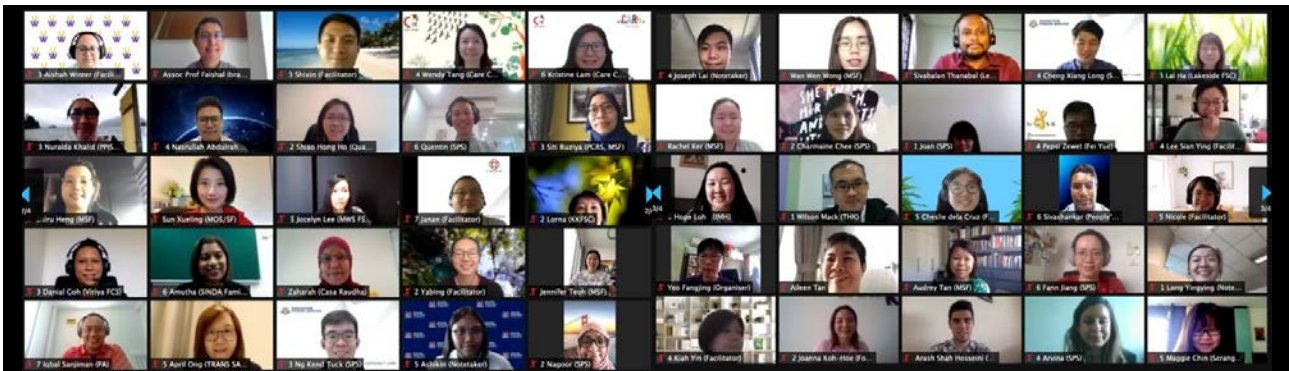 3 Aishah Winter (Facili...
Assoc Prof Faishal Ibra...
3 Shixin (Facilitator)
4 Wendy Tang (Care C...
6 Kristine Lam (Care C...
4 Joseph Lai (Notetaker)
Wan Wen Wong (MSF)
Sivabalan Thanabal (Le...
4 Cheng Xiang Long (S...
3 Lai Ha (Lakeside FSC)
3 Nuraida Khalid (PPIS...
4 Nasrullah Abdulrah...
2 Shiao Hong Ho (Qua...
6 Quentin (SPS)
3 Siti Ruziya (PCRS, MSF)
Rachel Ker (MSF)
2 Charmaine Chee (SPS)
1 Joan (SPS)
4 Pepsi Zewet (Fei Yue)
4 Lee Sian Ying (Facilit...
Heng (MSF)
Sun Xueling (MOS/SF)
5 Jocelyn Lee (MWS FS...
7 Janan (Facilitator)
2 Lorna (KKFSC)
Hope Loh (IMH)
1 Wilson Mack (THK)
5 Cheslie dela Cruz (F...
6 Sivashankar (People'...
5 Nicole (Facilitator)
3 Danial Goh (Viriya FCS)
6 Amutha (SINDA Fami...
Zaharah (Casa Raudha)
2 Yabing (Facilitator)
Jennifer Teoh (MSF)
Yeo Fangjing (Organiser)
Aileen Tan
Audrey Tan (MSF)
6 Fann Jiang (SPS)
1 Long Yingying (Note...
7 Iqbal Sanjiman (PA)
5 April Ong (TRANS SA...
3 Ng Kend Tuck (SPS)
5 Ashikin (Notetaker)
2 Napoor (SPS)
4 Kiah Yin (Facilitator)
2 Joanna Koh-Hoe (Fo...
Arash Shah Hosseini (...
4 Arvina (SPS)
5 Maggie Chin (Serang...